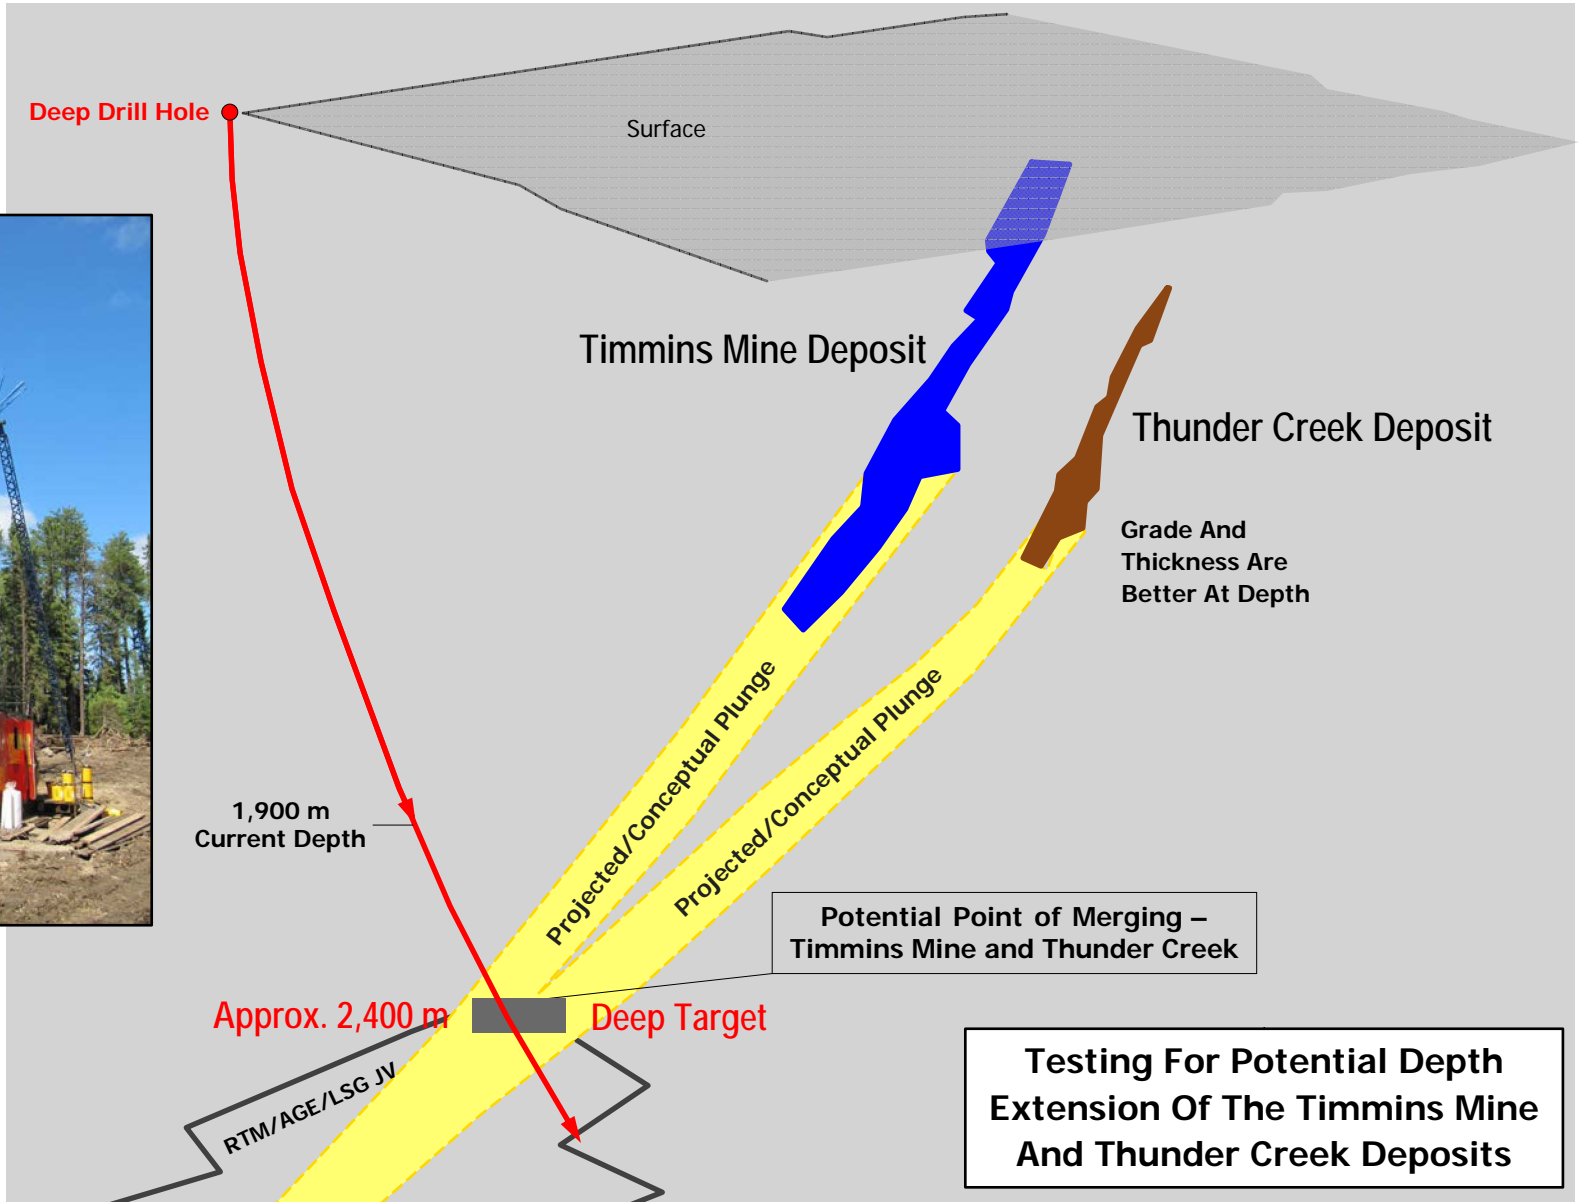 Deep Drill Hole
Surface
Timmins Mine Deposit
Thunder Creek Deposit
Grade And
Thickness Are
Better At Depth
Projected/Conceptual Plunge
Projected/Conceptual Plunge
1,900 m
Current Depth
Potential Point of Merging –
Timmins Mine and Thunder Creek
Approx. 2,400 m
Deep Target
RTM/AGE/LSG JV
Testing For Potential Depth
Extension Of The Timmins Mine
And Thunder Creek Deposits